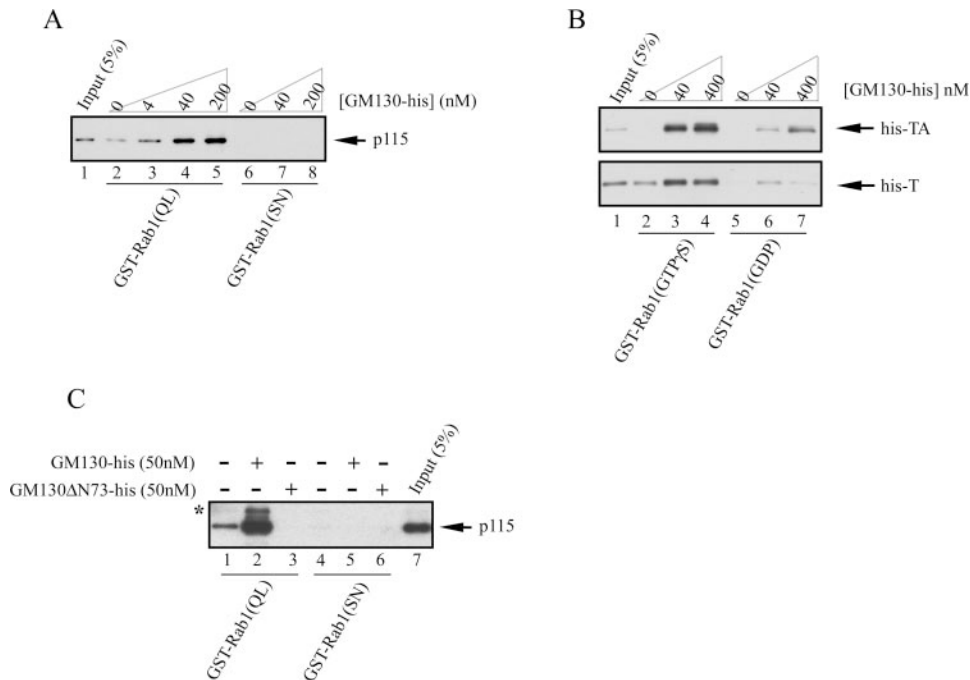 A
Input (5%)
0 4 40 200 0 40 200
[GM130-his] (nM)
p115
1 2 3 4 5 6 7 8
GST-Rab1(QL)
GST-Rab1(SN)
B
Input (5%)
0 40 400 0 40 400
[GM130-his] nM
his-TA
his-T
1 2 3 4 5 6 7
GST-Rab1(GTPγS)
GST-Rab1(GDP)
C
GM130-his (50nM) - + - - + -
GM130ΔN73-his (50nM) - - + - - +
Input (5%)
*
p115
1 2 3 4 5 6 7
GST-Rab1(QL)
GST-Rab1(SN)